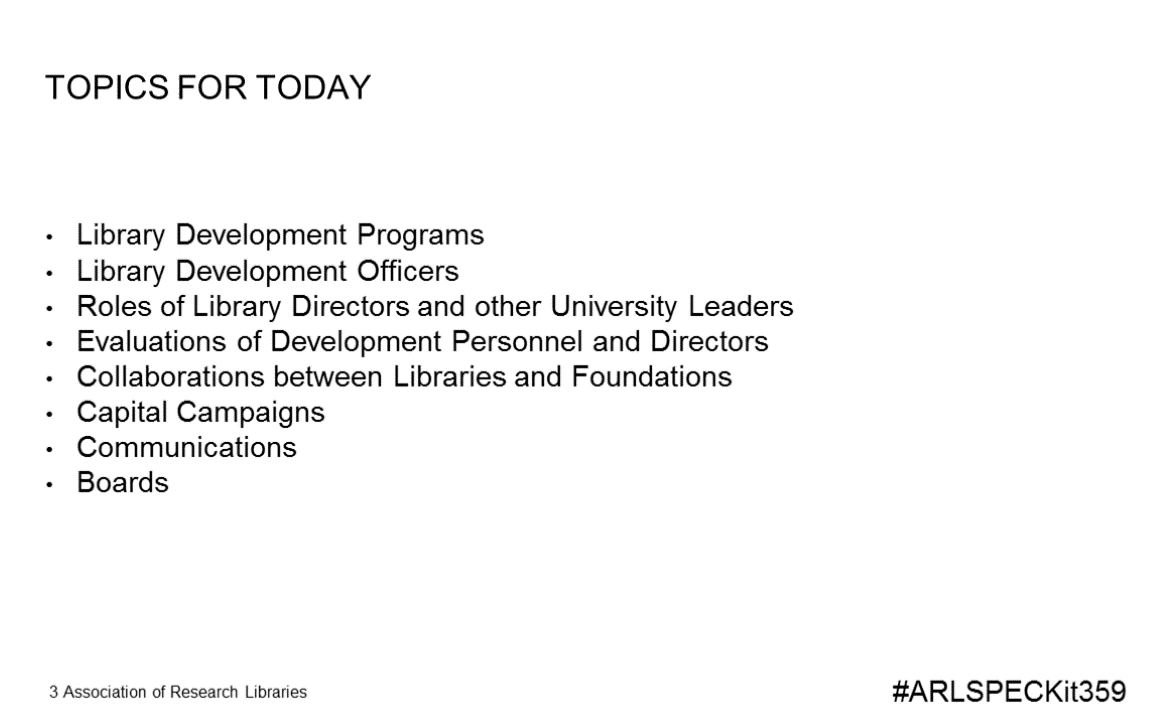 TOPICS FOR TODAY
• Library Development Programs
• Library Development Officers
• Roles of Library Directors and other University Leaders
• Evaluations of Development Personnel and Directors
• Collaborations between Libraries and Foundations
• Capital Campaigns
• Communications
• Boards
3 Association of Research Libraries
#ARLSPECKit359